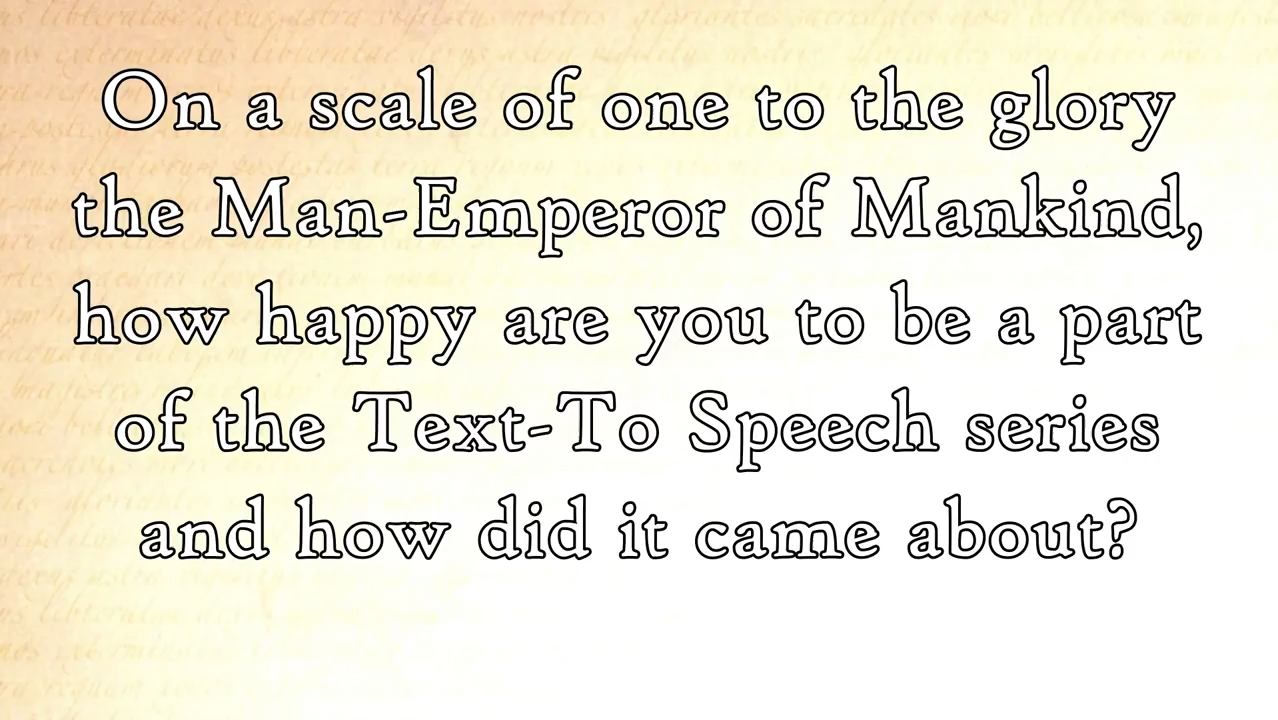 On a scale of one to the glory
the Man-Emperor of Mankind,
how happy are you to be a part
of the Text-To Speech series
and how did it came about?